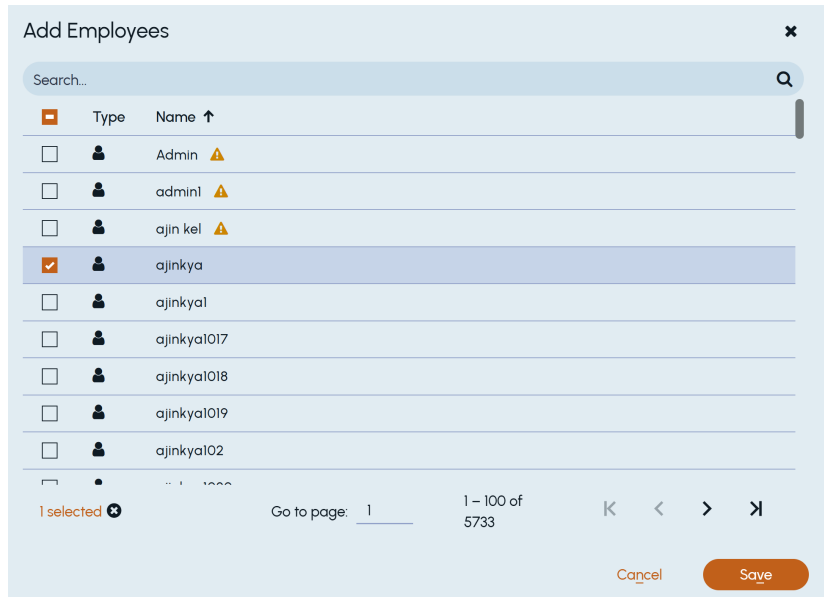 Add Employees
Search...
Type Name
Admin
admin1
ajin kel
ajinkya
ajinkya1
ajinkya1017
ajinkya1018
ajinkya1019
ajinkya102
1 selected Go to page: 1 1 – 100 of
5733
Cancel Save